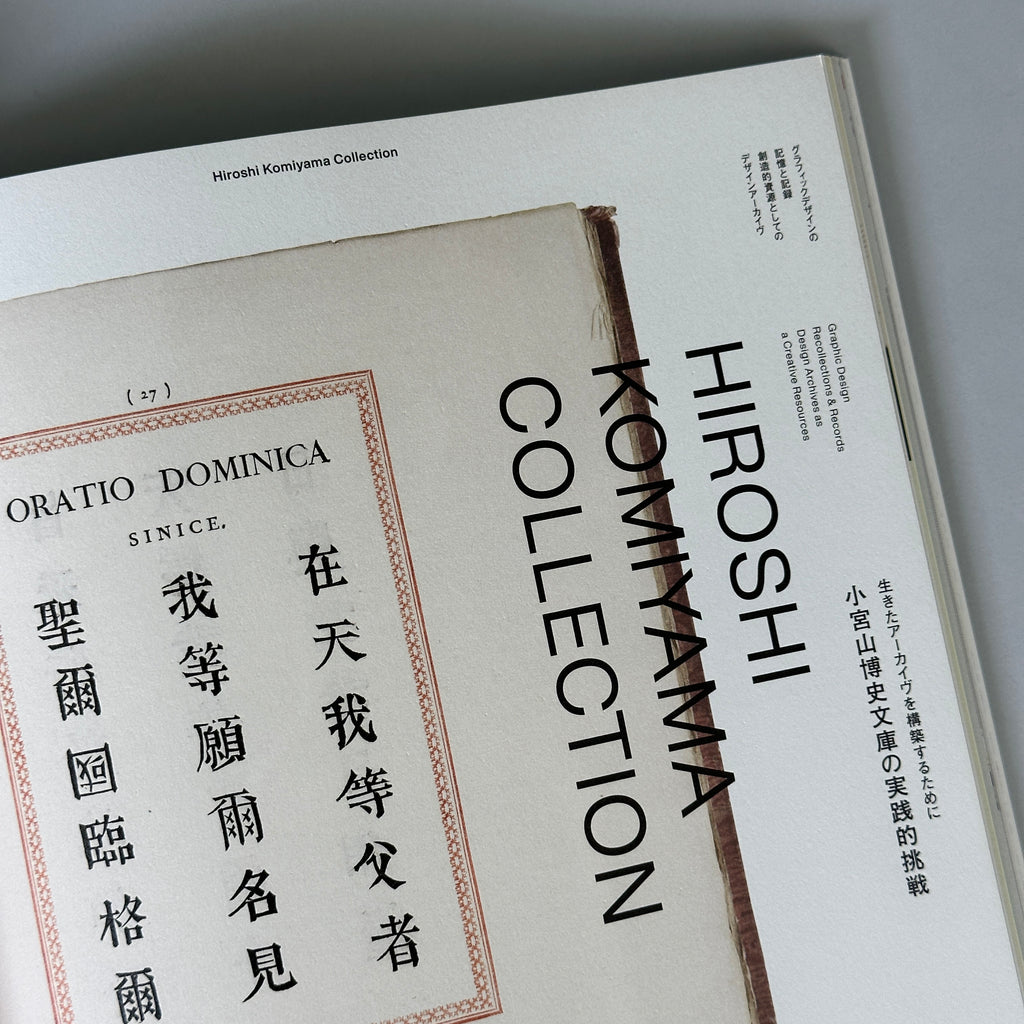 Hiroshi Komiyama Collection
グラフィックデザインの
記憶と記録
創造的資源としての
デザインアーカイヴ
Graphic Design
Recollections & Records
Design Archives as
a Creative Resources
HIROSHI
KOMIYAMA
COLLECTION
生きたアーカイヴを構築するために
小宮山博史文庫の実践的挑戦
( 27 )
ORATIO DOMINICA
SINICE.
在天我等父者
我等願爾名見
聖爾國臨格爾